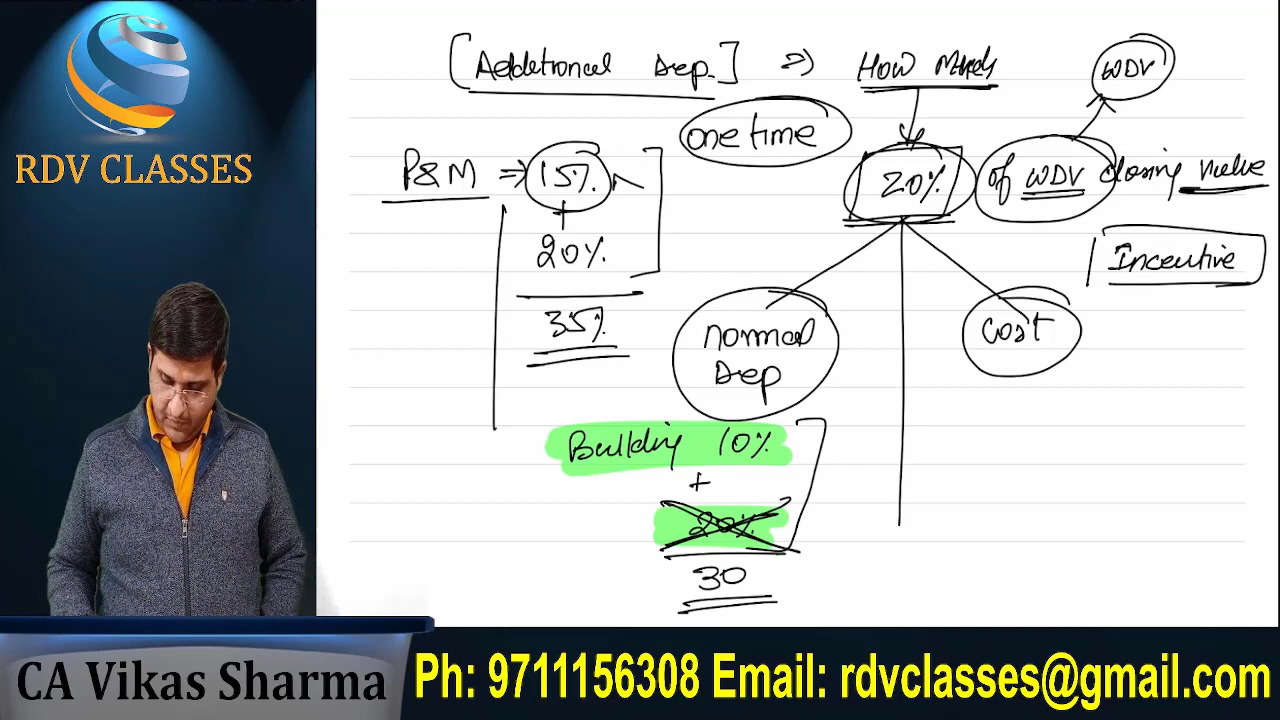 RDV CLASSES
[Additional Dep.] ⇒ How Much
WDV
one time
P&M ⇒ 15%
+
20%
35%
20% of WDV closing value
Incentive
normal
Dep
cost
Building 10%
+
20%
30
CA Vikas Sharma
Ph: 9711156308 Email: rdvclasses@gmail.com